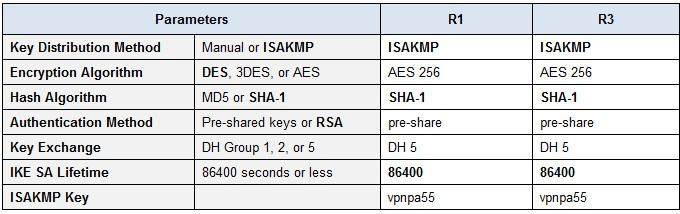 Parameters R1 R3
Key Distribution Method Manual or ISAKMP ISAKMP ISAKMP
Encryption Algorithm DES, 3DES, or AES AES 256 AES 256
Hash Algorithm MD5 or SHA-1 SHA-1 SHA-1
Authentication Method Pre-shared keys or RSA pre-share pre-share
Key Exchange DH Group 1, 2, or 5 DH 5 DH 5
IKE SA Lifetime 86400 seconds or less 86400 86400
ISAKMP Key vpnpa55 vpnpa55